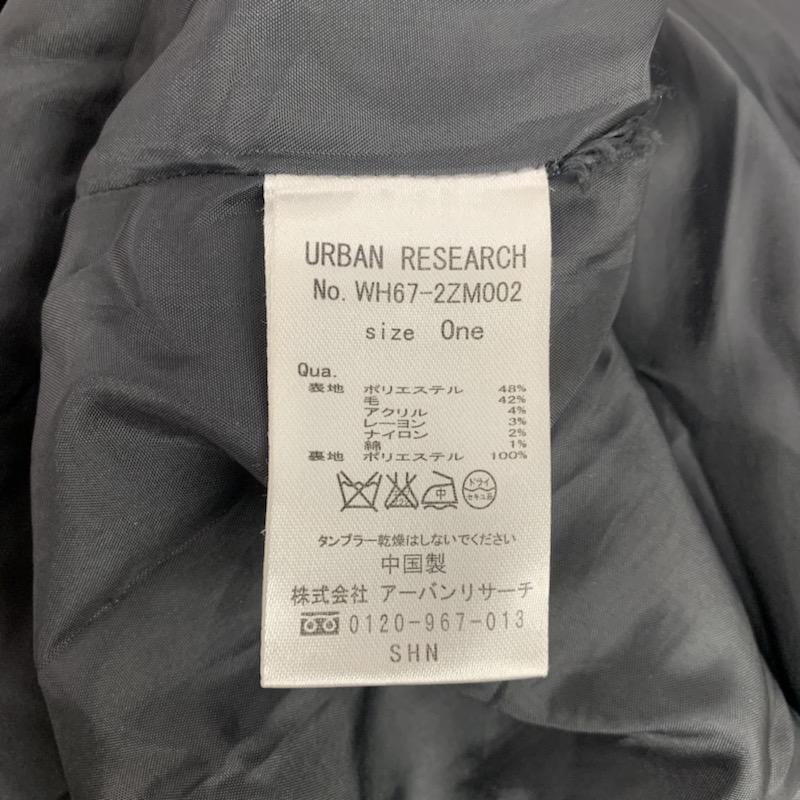 URBAN RESEARCH
No. WH67-2ZM002
size One
Qua.
表地 ポリエステル 48%
毛 42%
アクリル 4%
レーヨン 3%
ナイロン 2%
綿 1%
裏地 ポリエステル 100%
中 ドライ
セキユ系
タンブラー乾燥はしないでください
中国製
株式会社 アーバンリサーチ
0120-967-013
SHN